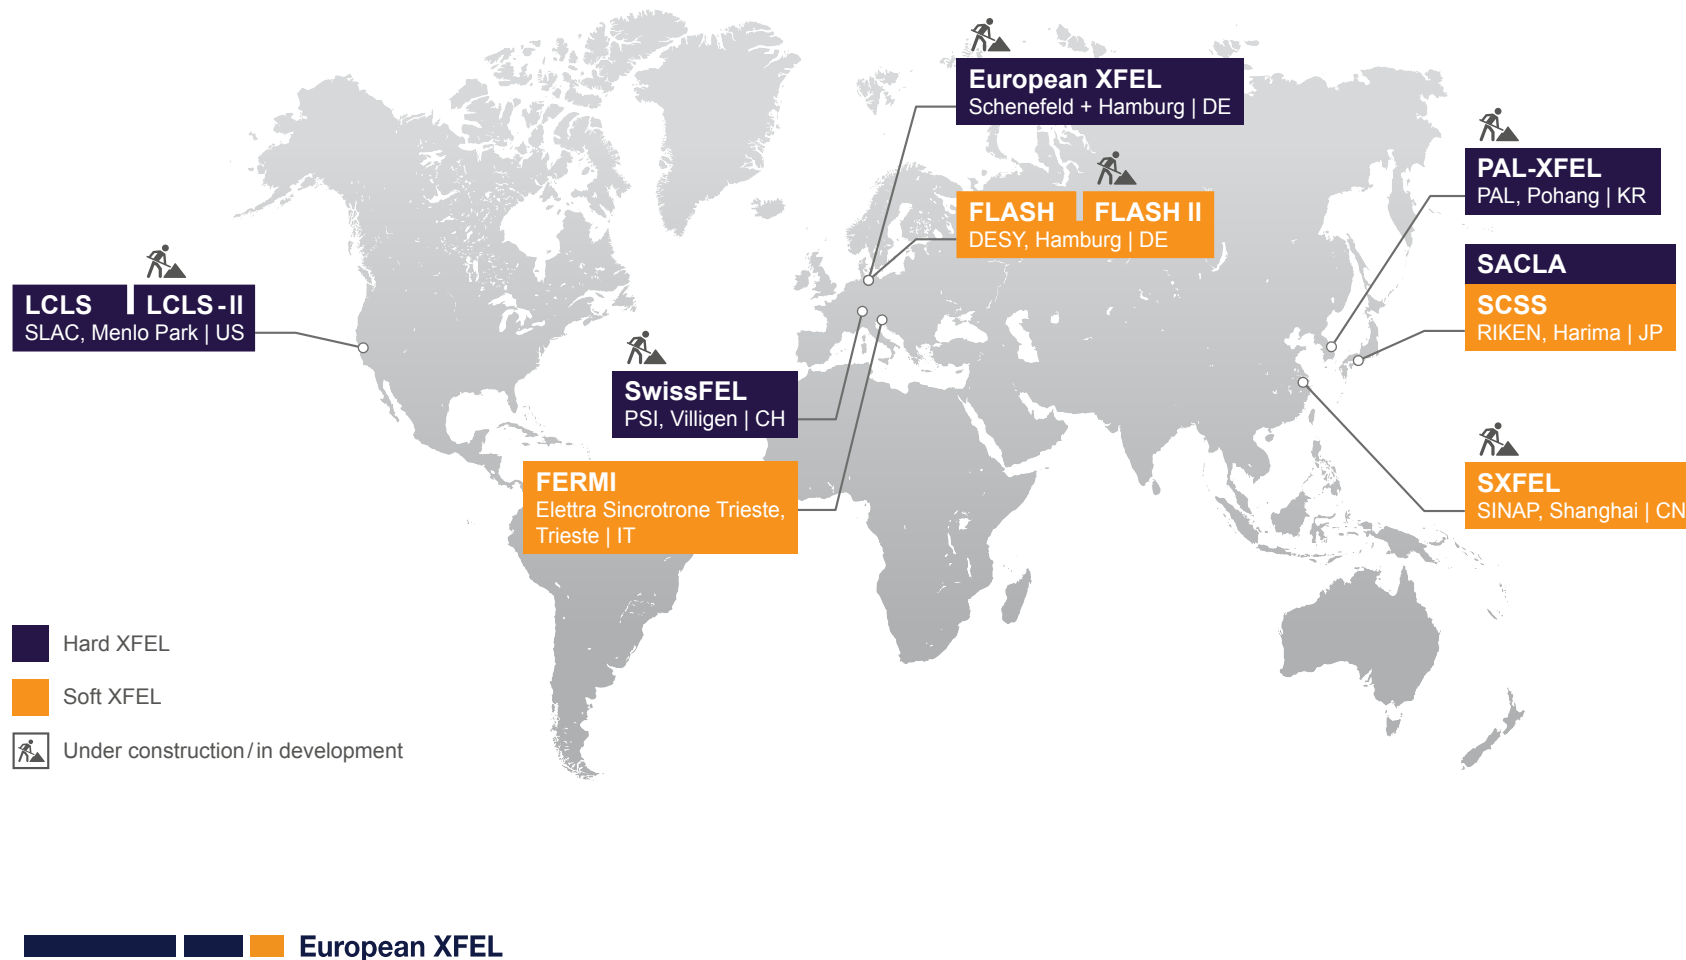 European XFEL
Schenefeld + Hamburg | DE
PAL-XFEL
PAL, Pohang | KR
FLASH
FLASH II
DESY, Hamburg | DE
SACLA
SCSS
RIKEN, Harima | JP
LCLS
LCLS-II
SLAC, Menlo Park | US
SwissFEL
PSI, Villigen | CH
FERMI
Elettra Sincrotrone Trieste,
Trieste | IT
SXFEL
SINAP, Shanghai | CN
Hard XFEL
Soft XFEL
Under construction/in development
European XFEL